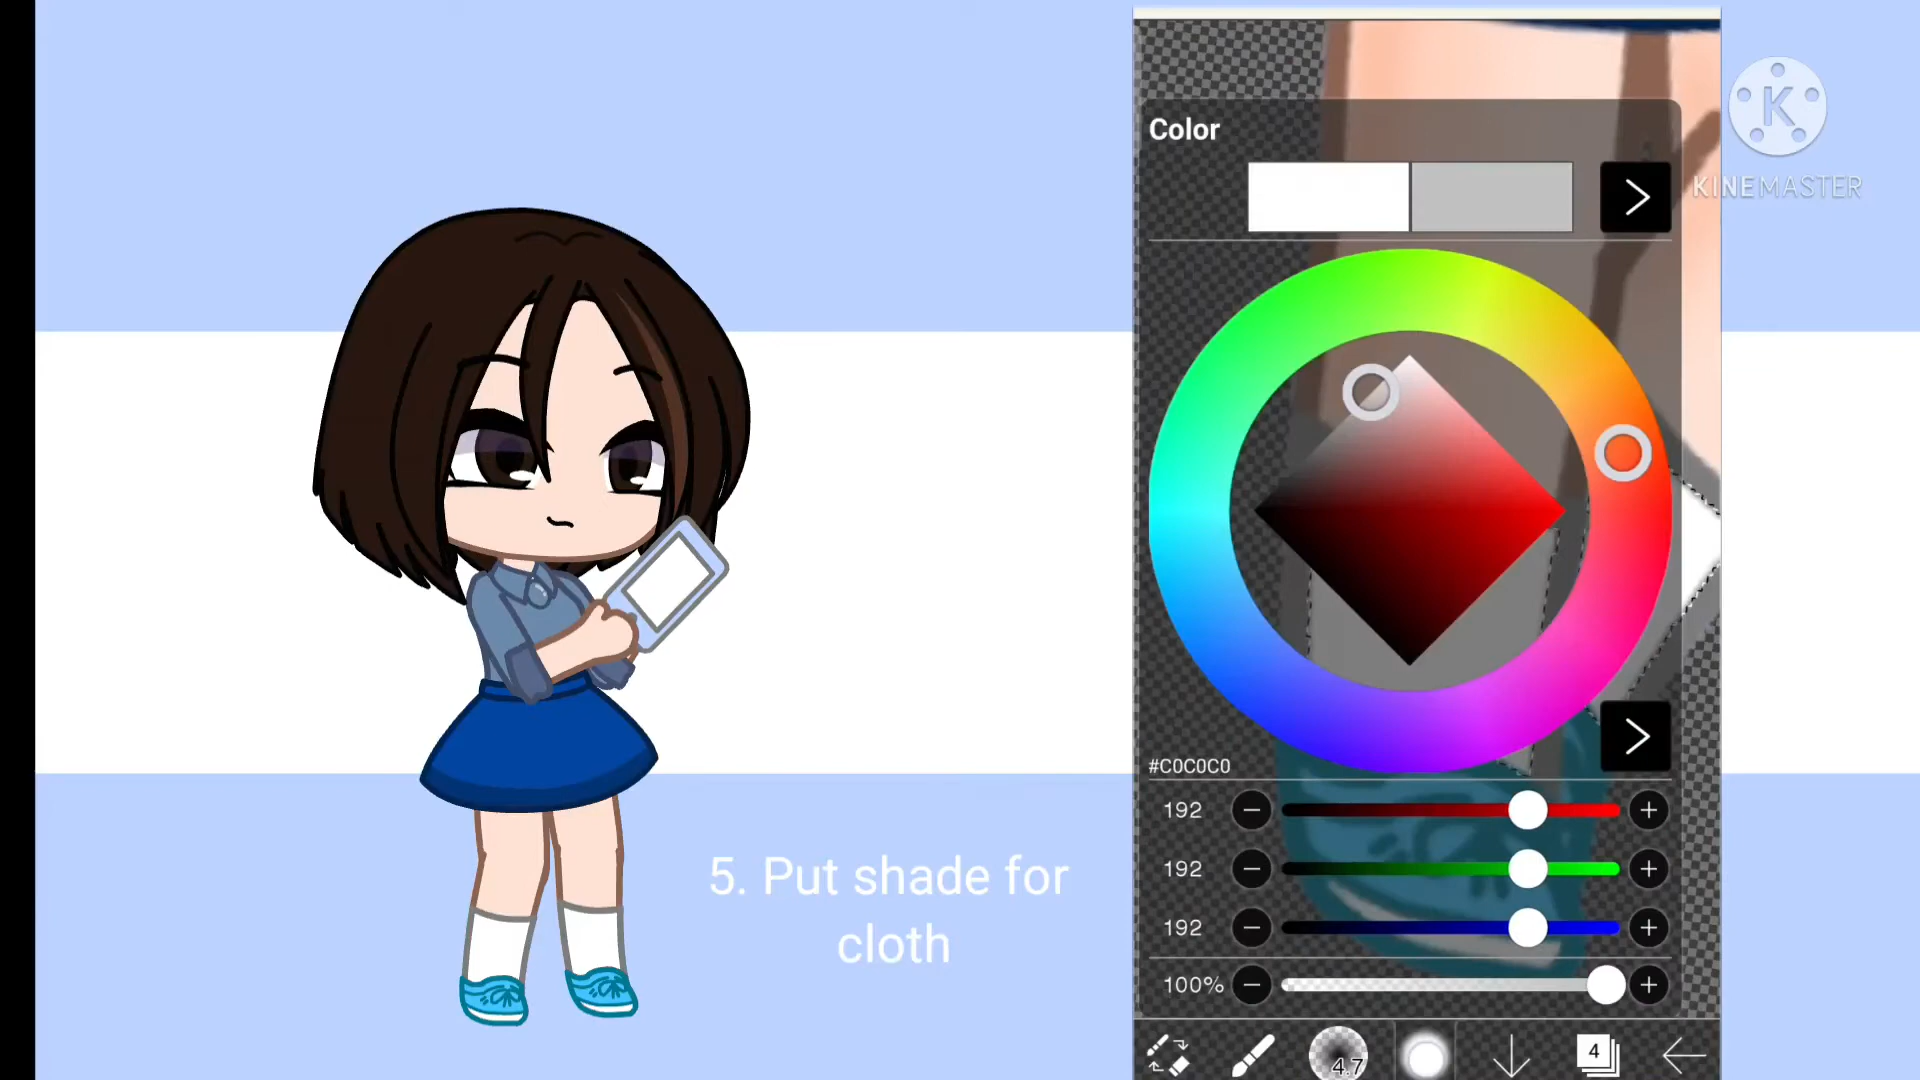 Color
K
KINEMASTER
#C0C0C0
192
192
192
100%
4.7
4
5. Put shade for
cloth